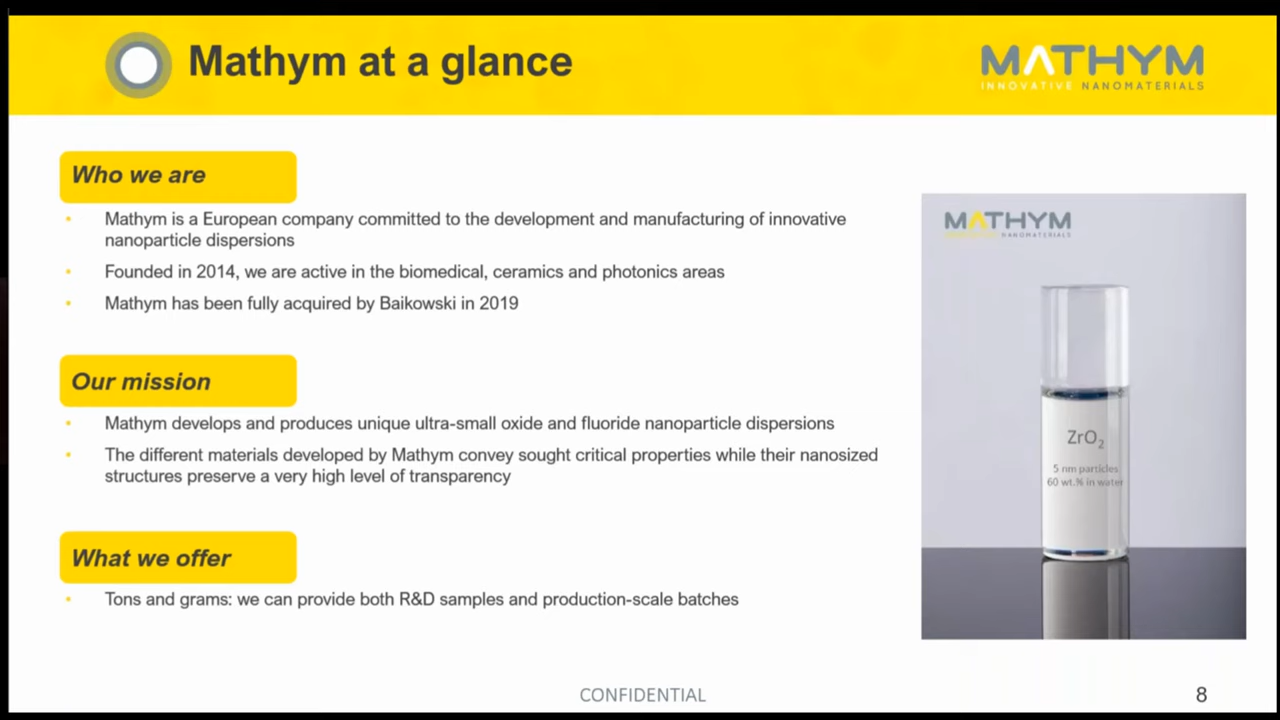 Mathym at a glance
MATHYM
INNOVATIVE NANOMATERIALS
Who we are
• Mathym is a European company committed to the development and manufacturing of innovative
nanoparticle dispersions
• Founded in 2014, we are active in the biomedical, ceramics and photonics areas
• Mathym has been fully acquired by Baikowski in 2019
Our mission
• Mathym develops and produces unique ultra-small oxide and fluoride nanoparticle dispersions
• The different materials developed by Mathym convey sought critical properties while their nanosized
structures preserve a very high level of transparency
What we offer
• Tons and grams: we can provide both R&D samples and production-scale batches
MATHYM
INNOVATIVE NANOMATERIALS
ZrO₂
5 nm particles
60 wt.% in water
CONFIDENTIAL
8